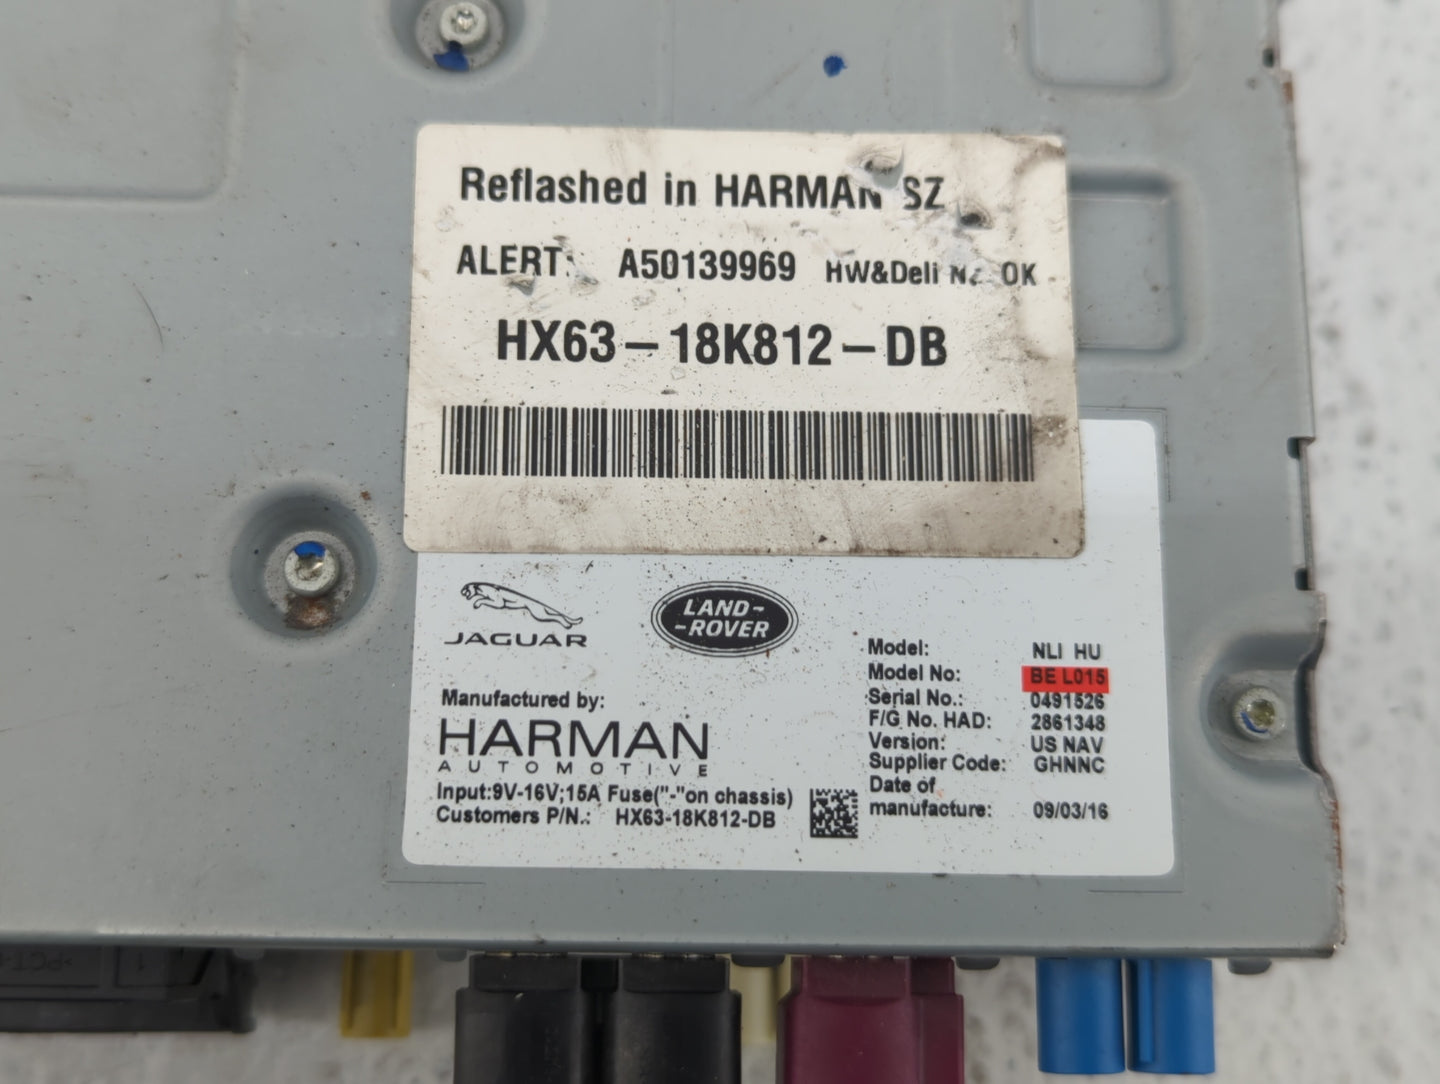 Reflashed in HARMAN SZ
ALERT: A50139969 HW&Deli OK
HX63-18K812-DB
JAGUAR
LAND-
-ROVER
Manufactured by:
HARMAN
AUTOMOTIVE
Input:9V-16V;15A Fuse("-"on chassis)
Customers P/N.: HX63-18K812-DB
Model: NLI HU
Model No: BE L015
Serial No.: 0491526
F/G No. HAD: 2861348
Version: US NAV
Supplier Code: GHNNC
Date of
manufacture: 09/03/16
1